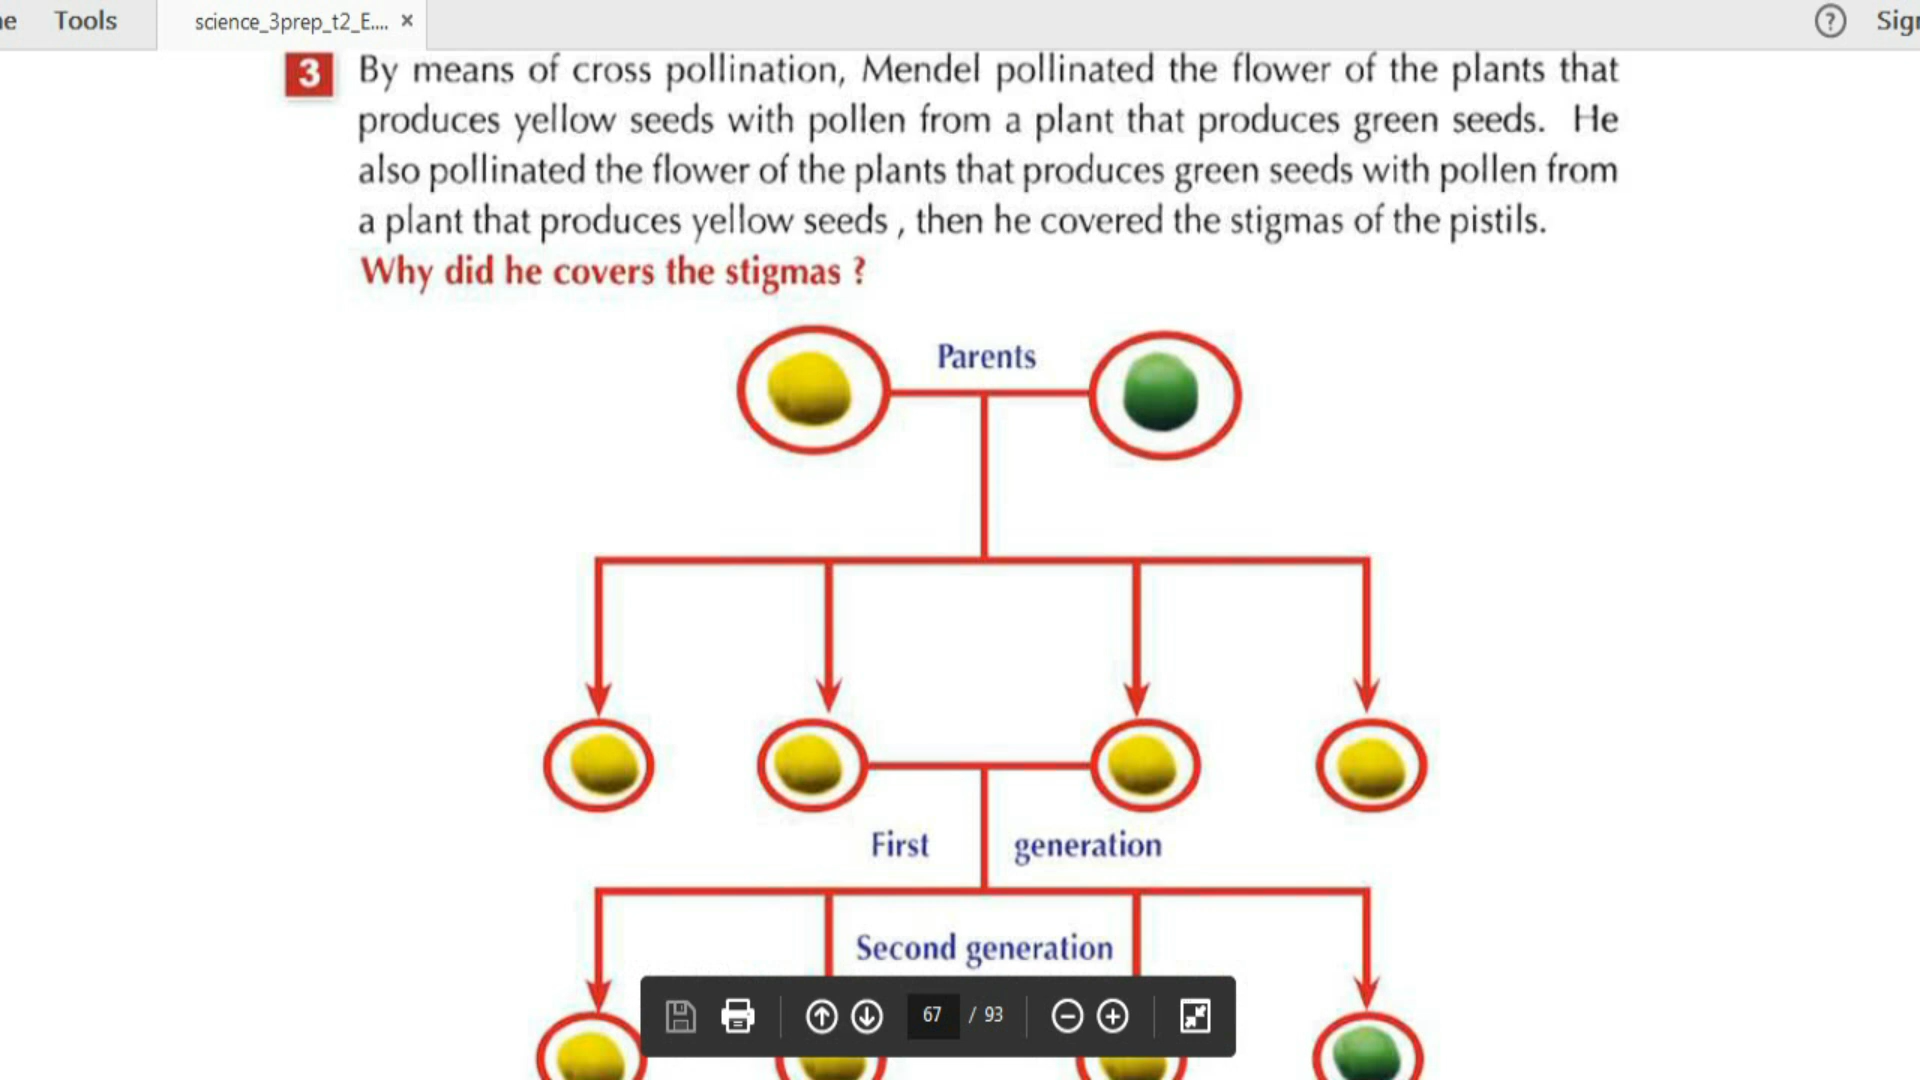 Tools
science_3prep_t2_E....
3 By means of cross pollination, Mendel pollinated the flower of the plants that
produces yellow seeds with pollen from a plant that produces green seeds. He
also pollinated the flower of the plants that produces green seeds with pollen from
a plant that produces yellow seeds , then he covered the stigmas of the pistils.
Why did he covers the stigmas ?
Parents
First generation
Second generation
67 / 93